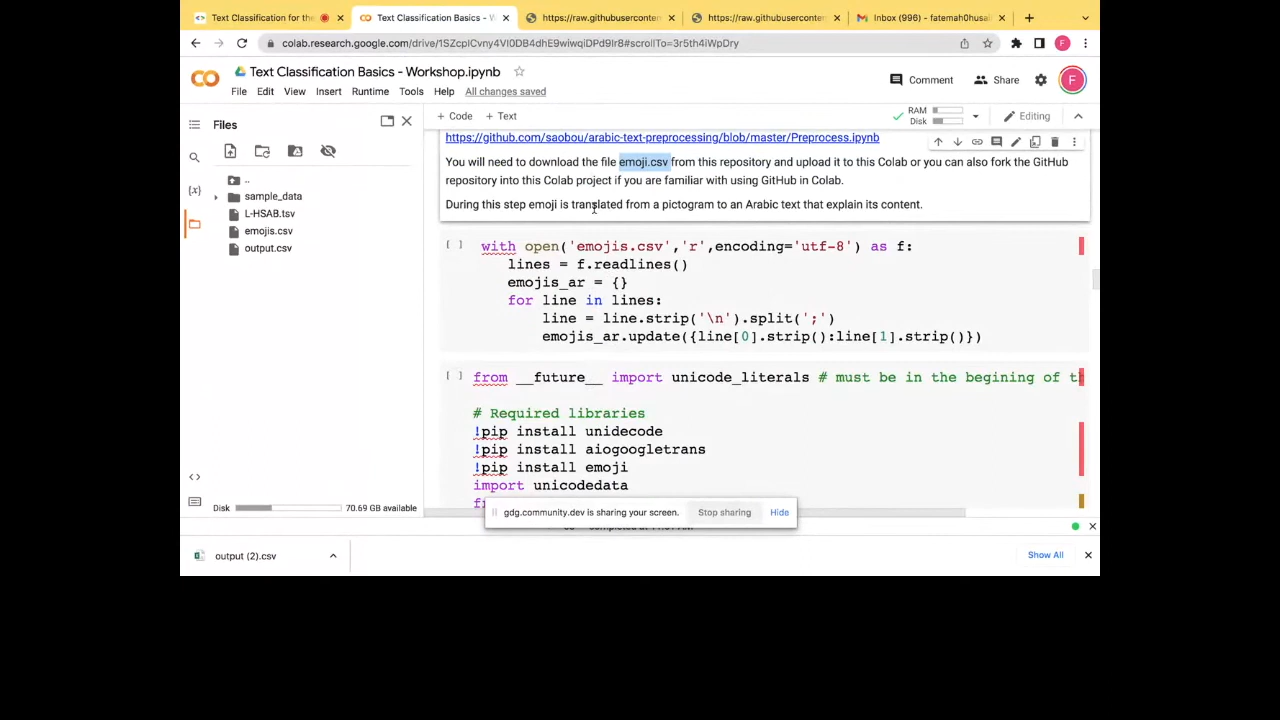 Text Classification for the
Text Classification Basics - W
https://raw.githubusercontent
https://raw.githubusercontent
Inbox (996) - fatemah0husai
colab.research.google.com/drive/1SZcpICvny4VI0DB4dhE9wiwqiDPd9Ir8#scrollTo=3r5th4iWpDry
Text Classification Basics - Workshop.ipynb
File Edit View Insert Runtime Tools Help All changes saved
Comment Share F
+ Code + Text
RAM
Disk
Editing
Files
..
sample_data
L-HSAB.tsv
emojis.csv
output.csv
Disk 70.69 GB available
https://github.com/saobou/arabic-text-preprocessing/blob/master/Preprocess.ipynb
You will need to download the file emoji.csv from this repository and upload it to this Colab or you can also fork the GitHub
repository into this Colab project if you are familiar with using GitHub in Colab.
During this step emoji is translated from a pictogram to an Arabic text that explain its content.
[ ] with open('emojis.csv','r',encoding='utf-8') as f:
lines = f.readlines()
emojis_ar = {}
for line in lines:
line = line.strip('\n').split(';')
emojis_ar.update({line[0].strip():line[1].strip()})
[ ] from __future__ import unicode_literals # must be in the begining of th
# Required libraries
!pip install unidecode
!pip install aiogoogletrans
!pip install emoji
import unicodedata
gdg.community.dev is sharing your screen. Stop sharing Hide
output (2).csv
Show All